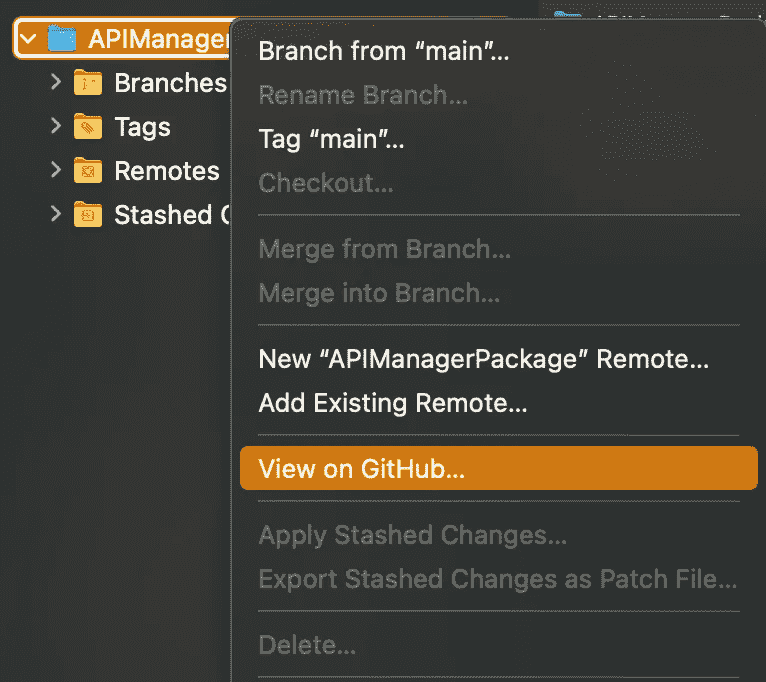 APIManager
Branches
Tags
Remotes
Stashed
Branch from “main”...
Rename Branch...
Tag “main”...
Checkout...
Merge from Branch...
Merge into Branch...
New “APIManagerPackage” Remote...
Add Existing Remote...
View on GitHub...
Apply Stashed Changes...
Export Stashed Changes as Patch File...
Delete...